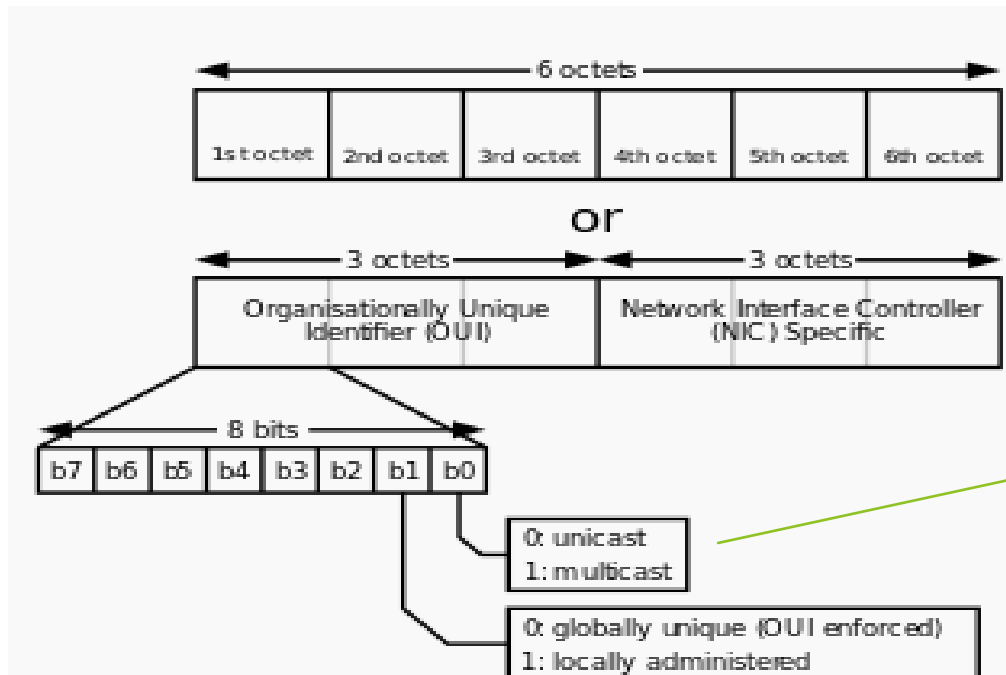 6 octets
1st octet 2nd octet 3rd octet 4th octet 5th octet 6th octet
or
3 octets 3 octets
Organisationally Unique Identifier (OUI)
Network Interface Controller (NIC) Specific
8 bits
b7 b6 b5 b4 b3 b2 b1 b0
0: unicast
1: multicast
0: globally unique (OUI enforced)
1: locally administered